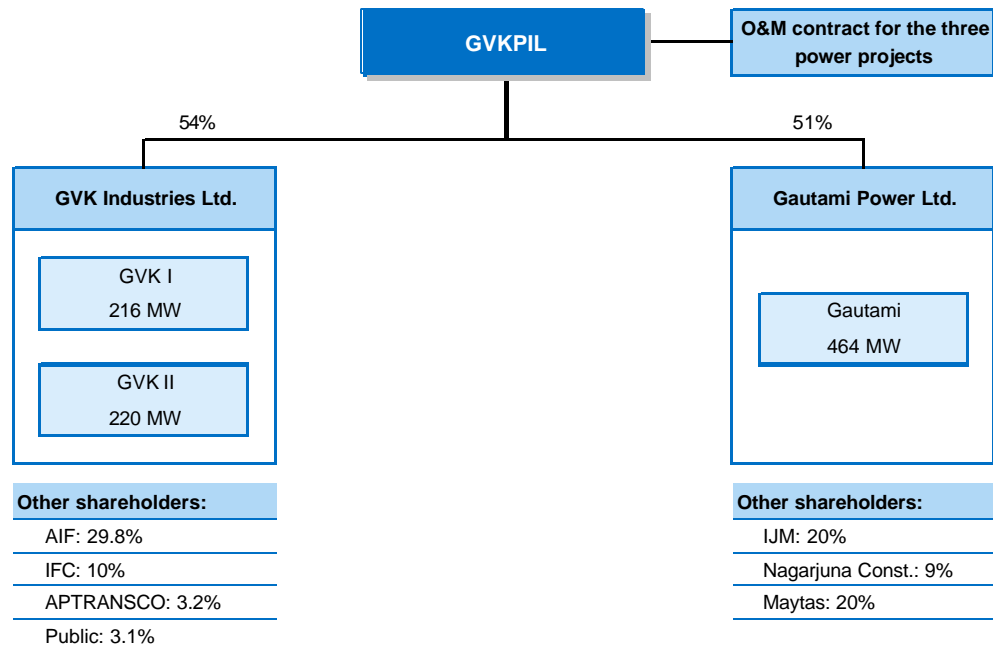 GVKPIL
O&M contract for the three
power projects
54%
51%
GVK Industries Ltd.
GVK I
216 MW
GVK II
220 MW
Gautami Power Ltd.
Gautami
464 MW
Other shareholders:
AIF: 29.8%
IFC: 10%
APTRANSCO: 3.2%
Public: 3.1%
Other shareholders:
IJM: 20%
Nagarjuna Const.: 9%
Maytas: 20%